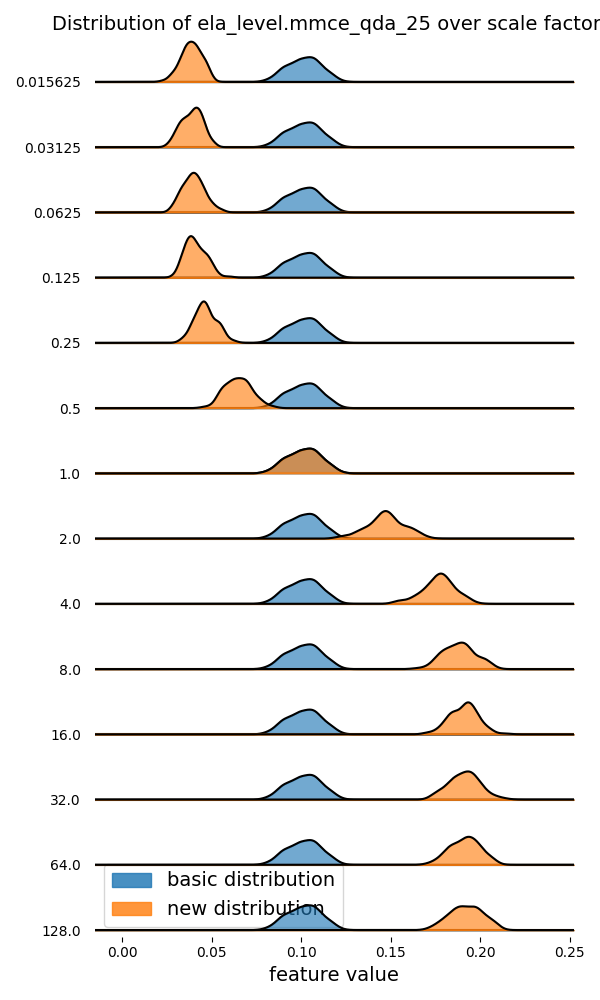 Distribution of ela_level.mmce_qda_25 over scale factor
0.015625
0.03125
0.0625
0.125
0.25
0.5
1.0
2.0
4.0
8.0
16.0
32.0
64.0
basic distribution
new distribution
128.0
0.00 0.05 0.10 0.15 0.20 0.25
feature value